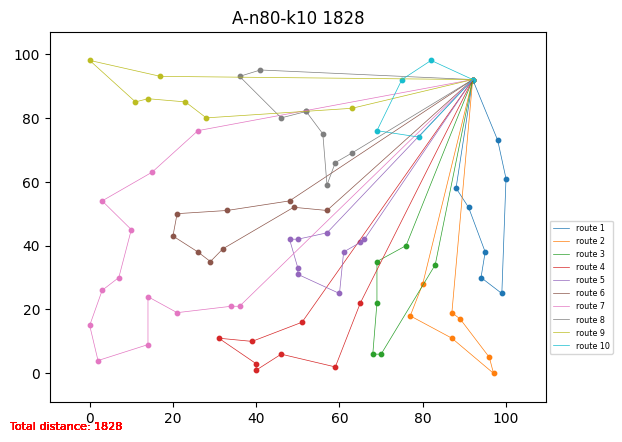 A-n80-k10 1828
100
80
60
40
20
0
0
20
40
60
80
100
route 1
route 2
route 3
route 4
route 5
route 6
route 7
route 8
route 9
route 10
Total distance: 1828